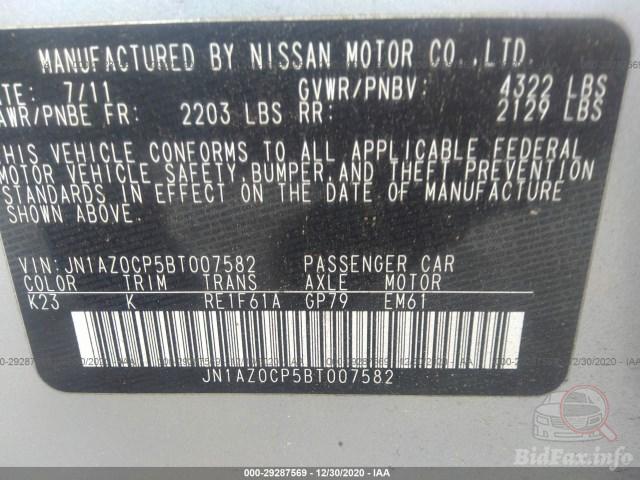 MANUFACTURED BY NISSAN MOTOR CO.,LTD.
ATE: 7/11 GVWR/PNBV: 4322 LBS
AWR/PNBE FR: 2203 LBS RR: 2129 LBS
HIS VEHICLE CONFORMS TO ALL APPLICABLE FEDERAL
MOTOR VEHICLE SAFETY,BUMPER,AND THEFT PREVENTION
STANDARDS IN EFFECT ON THE DATE OF MANUFACTURE
SHOWN ABOVE.
VIN:JN1AZ0CP5BT007582 PASSENGER CAR
COLOR TRIM TRANS AXLE MOTOR
K23 K RE1F61A GP79 EM61
JN1AZ0CP5BT007582
BidFax.info
000-29287569 - 12/30/2020 - IAA